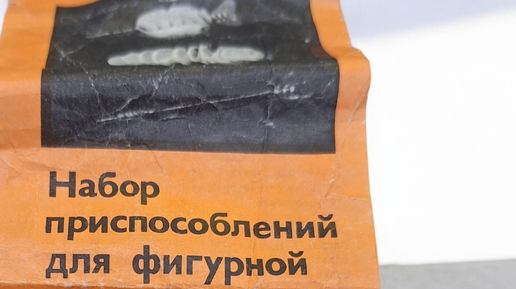 Набор
приспособлений
для фигурной